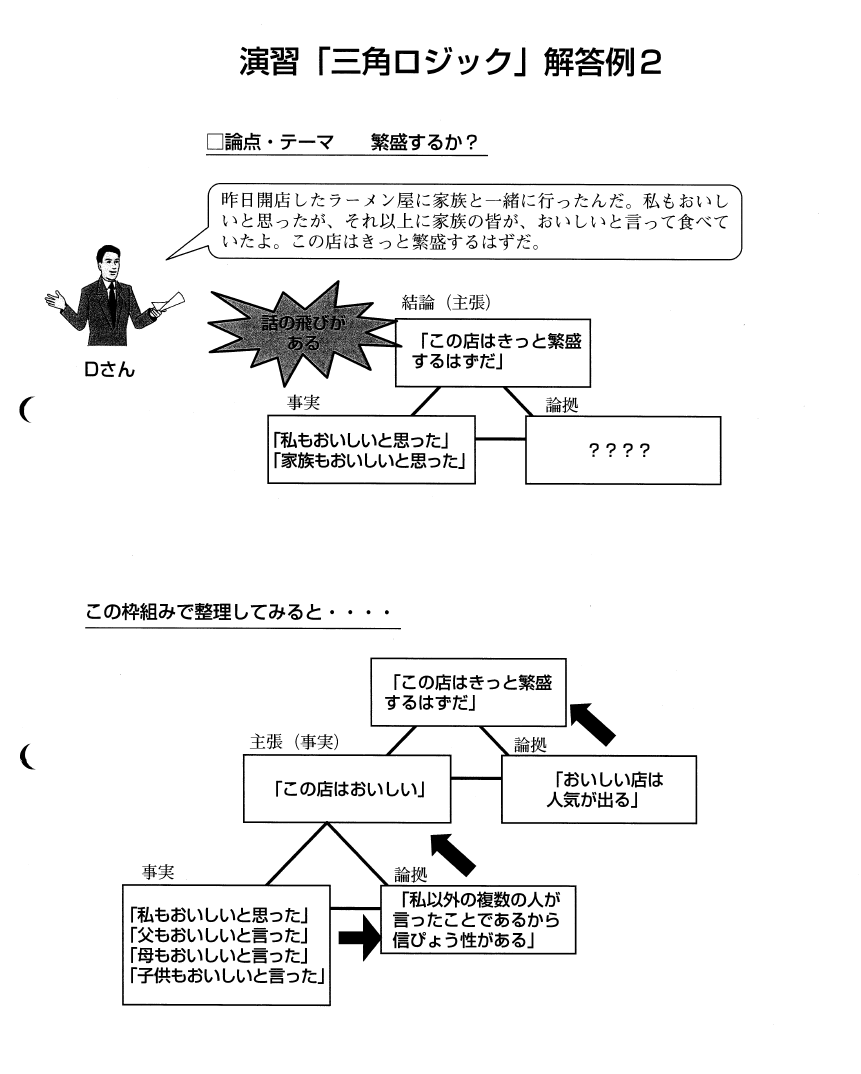 演習「三角ロジック」解答例２
□論点・テーマ　　繁盛するか？
昨日開店したラーメン屋に家族と一緒に行ったんだ。私もおいし
いと思ったが、それ以上に家族の皆が、おいしいと言って食べて
いたよ。この店はきっと繁盛するはずだ。
Dさん
話の飛びが
ある
結論（主張）
「この店はきっと繁盛
するはずだ」
事実
「私もおいしいと思った」
「家族もおいしいと思った」
論拠
？？？？
この枠組みで整理してみると・・・・
「この店はきっと繁盛
するはずだ」
主張（事実）
「この店はおいしい」
論拠
「おいしい店は
人気が出る」
事実
「私もおいしいと思った」
「父もおいしいと言った」
「母もおいしいと言った」
「子供もおいしいと言った」
論拠
「私以外の複数の人が
言ったことであるから
信ぴょう性がある」